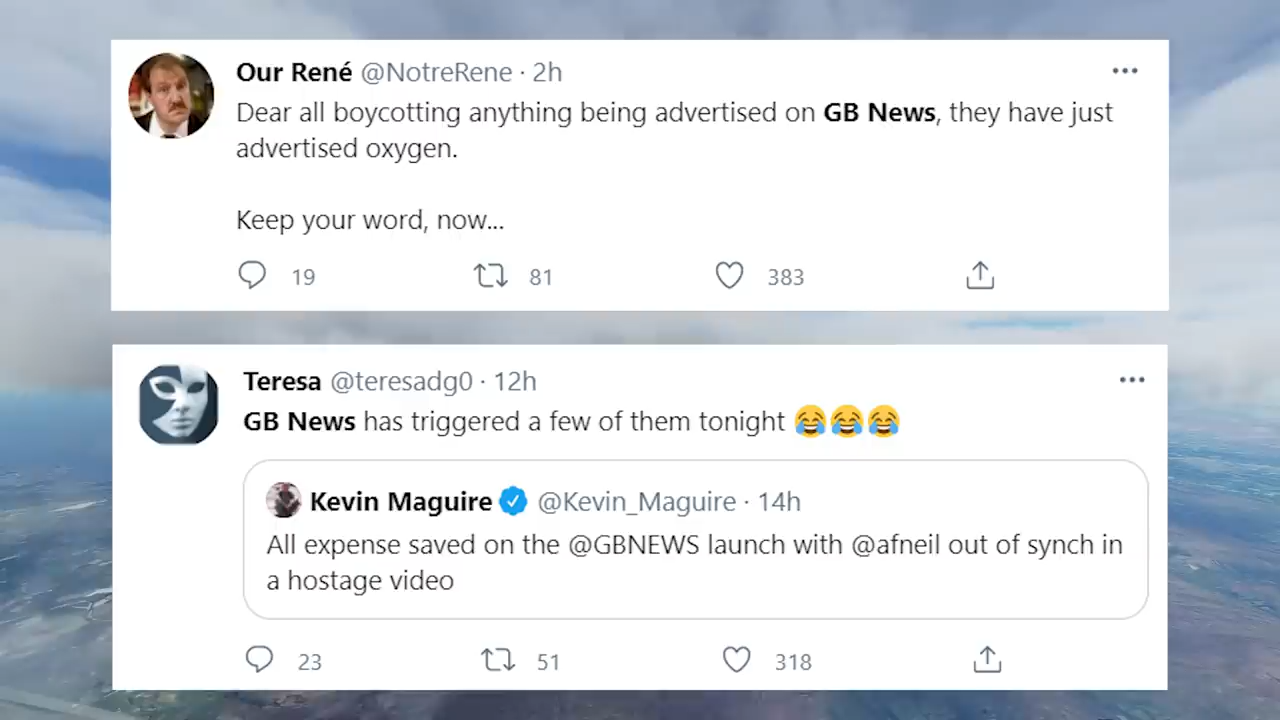 Our René @NotreRene · 2h
Dear all boycotting anything being advertised on GB News, they have just
advertised oxygen.
Keep your word, now...
19 81 383
Teresa @teresadg0 · 12h
GB News has triggered a few of them tonight 😂😂😂
Kevin Maguire @Kevin_Maguire · 14h
All expense saved on the @GBNEWS launch with @afneil out of synch in
a hostage video
23 51 318